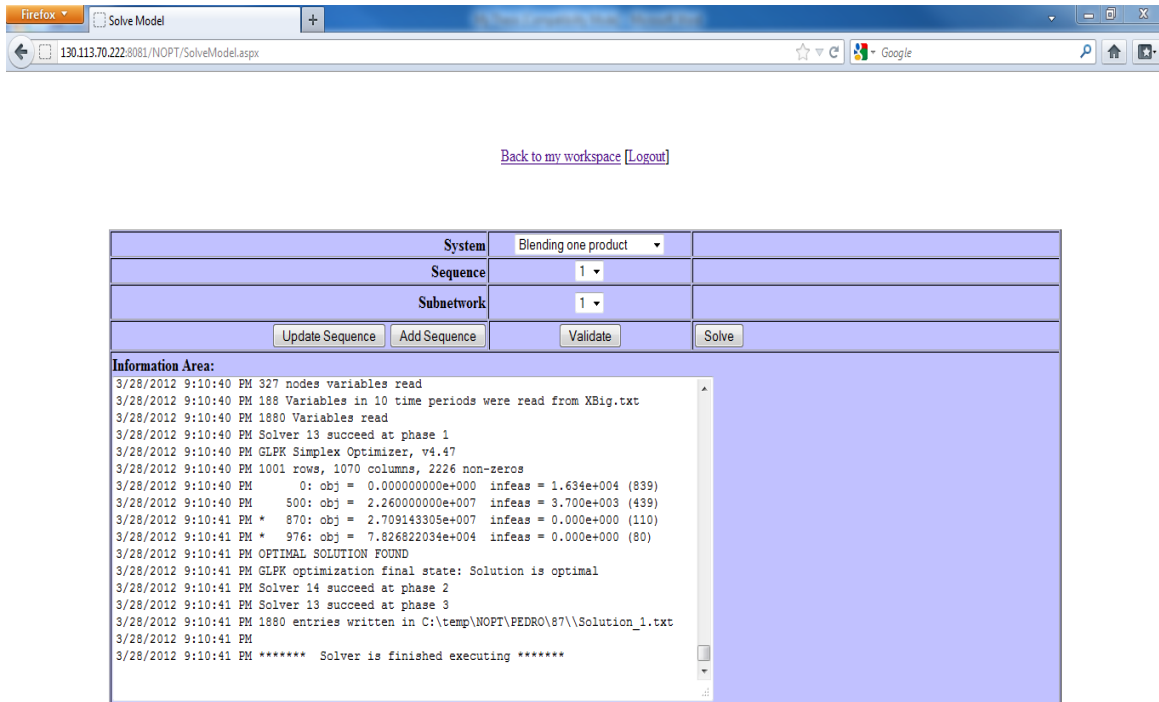 Firefox
Solve Model
+
130.113.70.222:8081/NOPT/SolveModel.aspx
Google
Back to my workspace [Logout]
System Blending one product
Sequence 1
Subnetwork 1
Update Sequence Add Sequence Validate Solve
Information Area:
3/28/2012 9:10:40 PM 327 nodes variables read
3/28/2012 9:10:40 PM 188 Variables in 10 time periods were read from XBig.txt
3/28/2012 9:10:40 PM 1880 Variables read
3/28/2012 9:10:40 PM Solver 13 succeed at phase 1
3/28/2012 9:10:40 PM GLPK Simplex Optimizer, v4.47
3/28/2012 9:10:40 PM 1001 rows, 1070 columns, 2226 non-zeros
3/28/2012 9:10:40 PM 0: obj = 0.000000000e+000 infeas = 1.634e+004 (839)
3/28/2012 9:10:40 PM 500: obj = 2.260000000e+007 infeas = 3.700e+003 (439)
3/28/2012 9:10:41 PM * 870: obj = 2.709143305e+007 infeas = 0.000e+000 (110)
3/28/2012 9:10:41 PM * 976: obj = 7.826822034e+004 infeas = 0.000e+000 (80)
3/28/2012 9:10:41 PM OPTIMAL SOLUTION FOUND
3/28/2012 9:10:41 PM GLPK optimization final state: Solution is optimal
3/28/2012 9:10:41 PM Solver 14 succeed at phase 2
3/28/2012 9:10:41 PM Solver 13 succeed at phase 3
3/28/2012 9:10:41 PM 1880 entries written in C:\temp\NOPT\PEDRO\87\\Solution_1.txt
3/28/2012 9:10:41 PM
3/28/2012 9:10:41 PM ******* Solver is finished executing *******